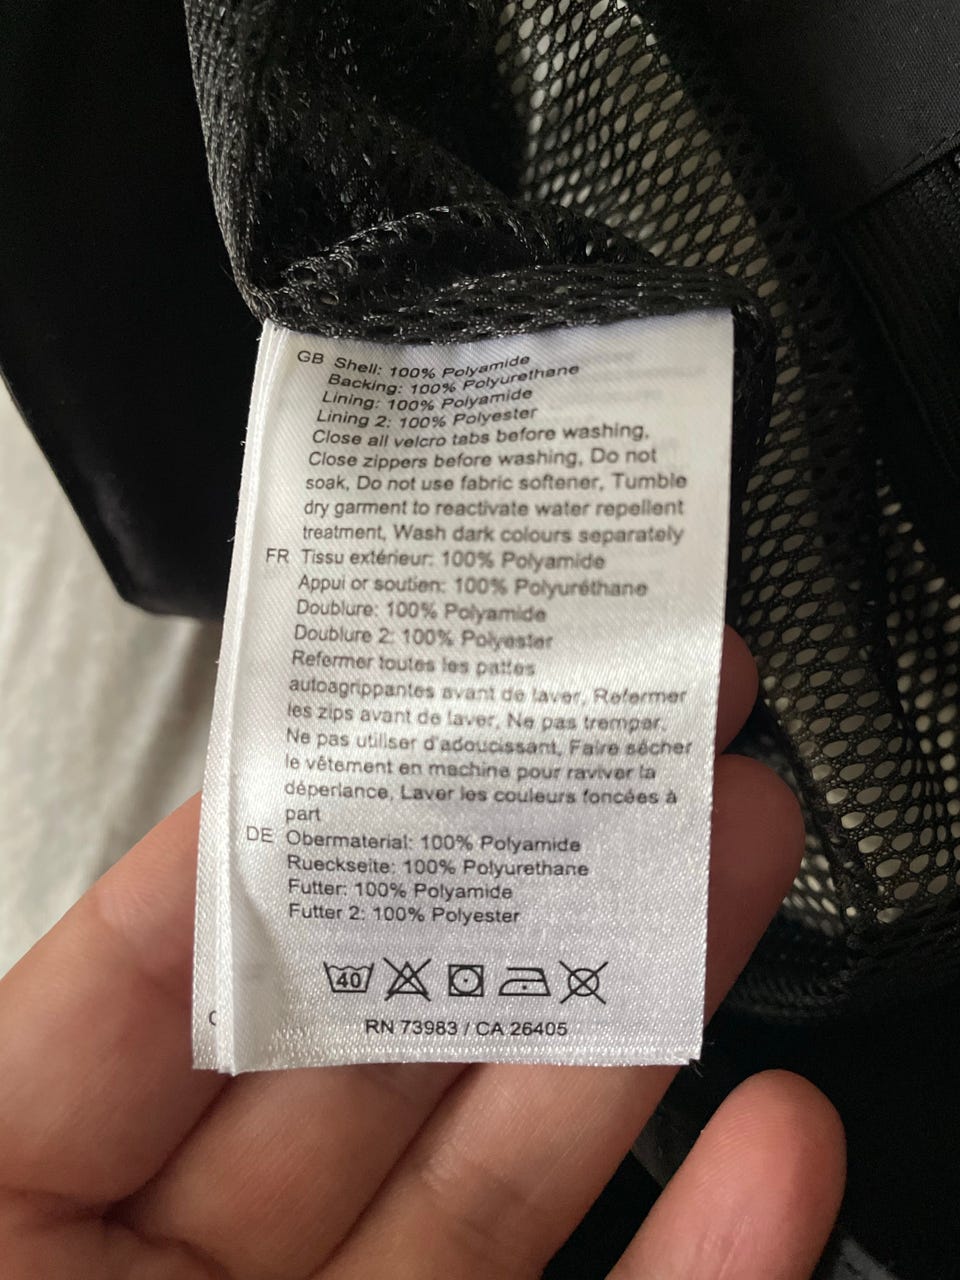 GB Shell: 100% Polyamide
Backing: 100% Polyurethane
Lining: 100% Polyamide
Lining 2: 100% Polyester
Close all velcro tabs before washing,
Close zippers before washing, Do not
soak, Do not use fabric softener, Tumble
dry garment to reactivate water repellent
treatment, Wash dark colours separately
FR Tissu extérieur: 100% Polyamide
Appui or soutien: 100% Polyuréthane
Doublure: 100% Polyamide
Doublure 2: 100% Polyester
Refermer toutes les pattes
autoagrippantes avant de laver, Refermer
les zips avant de laver, Ne pas tremper,
Ne pas utiliser d'adoucissant, Faire sécher
le vêtement en machine pour raviver la
déperlance, Laver les couleurs foncées à
part
DE Obermaterial: 100% Polyamide
Rueckseite: 100% Polyurethane
Futter: 100% Polyamide
Futter 2: 100% Polyester
40
RN 73983 / CA 26405